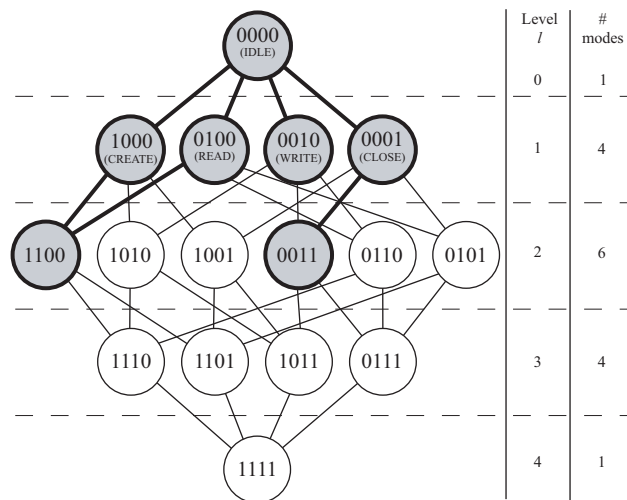 Level l # modes
0000 (IDLE)
0 1
1000 (CREATE) 0100 (READ) 0010 (WRITE) 0001 (CLOSE) 1 4
1100 1010 1001 0011 0110 0101 2 6
1110 1101 1011 0111 3 4
1111 4 1